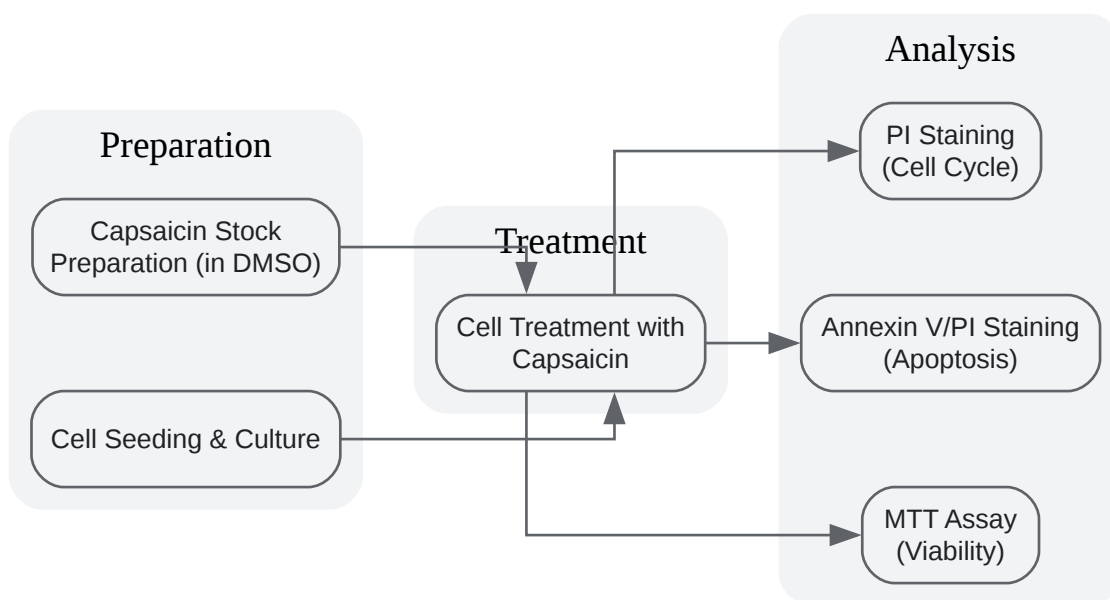 Preparation
Capsaicin Stock
Preparation (in DMSO)
Cell Seeding & Culture
Treatment
Cell Treatment with
Capsaicin
Analysis
PI Staining
(Cell Cycle)
Annexin V/PI Staining
(Apoptosis)
MTT Assay
(Viability)